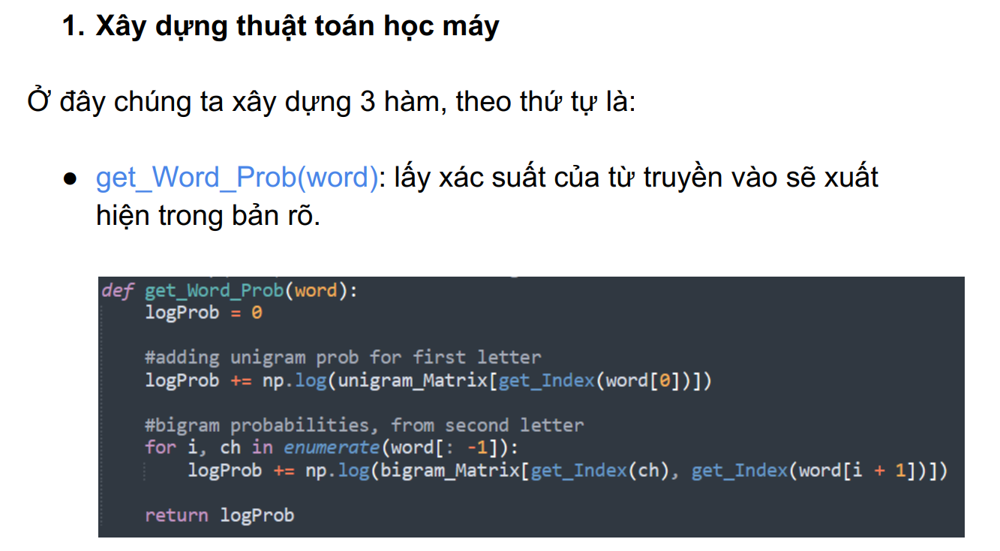 1. Xây dựng thuật toán học máy
Ở đây chúng ta xây dựng 3 hàm, theo thứ tự là:
● get_Word_Prob(word): lấy xác suất của từ truyền vào sẽ xuất
hiện trong bản rõ.
def get_Word_Prob(word):
    logProb = 0
    #adding unigram prob for first letter
    logProb += np.log(unigram_Matrix[get_Index(word[0])])
    #bigram probabilities, from second letter
    for i, ch in enumerate(word[: -1]):
        logProb += np.log(bigram_Matrix[get_Index(ch), get_Index(word[i + 1])])
    return logProb